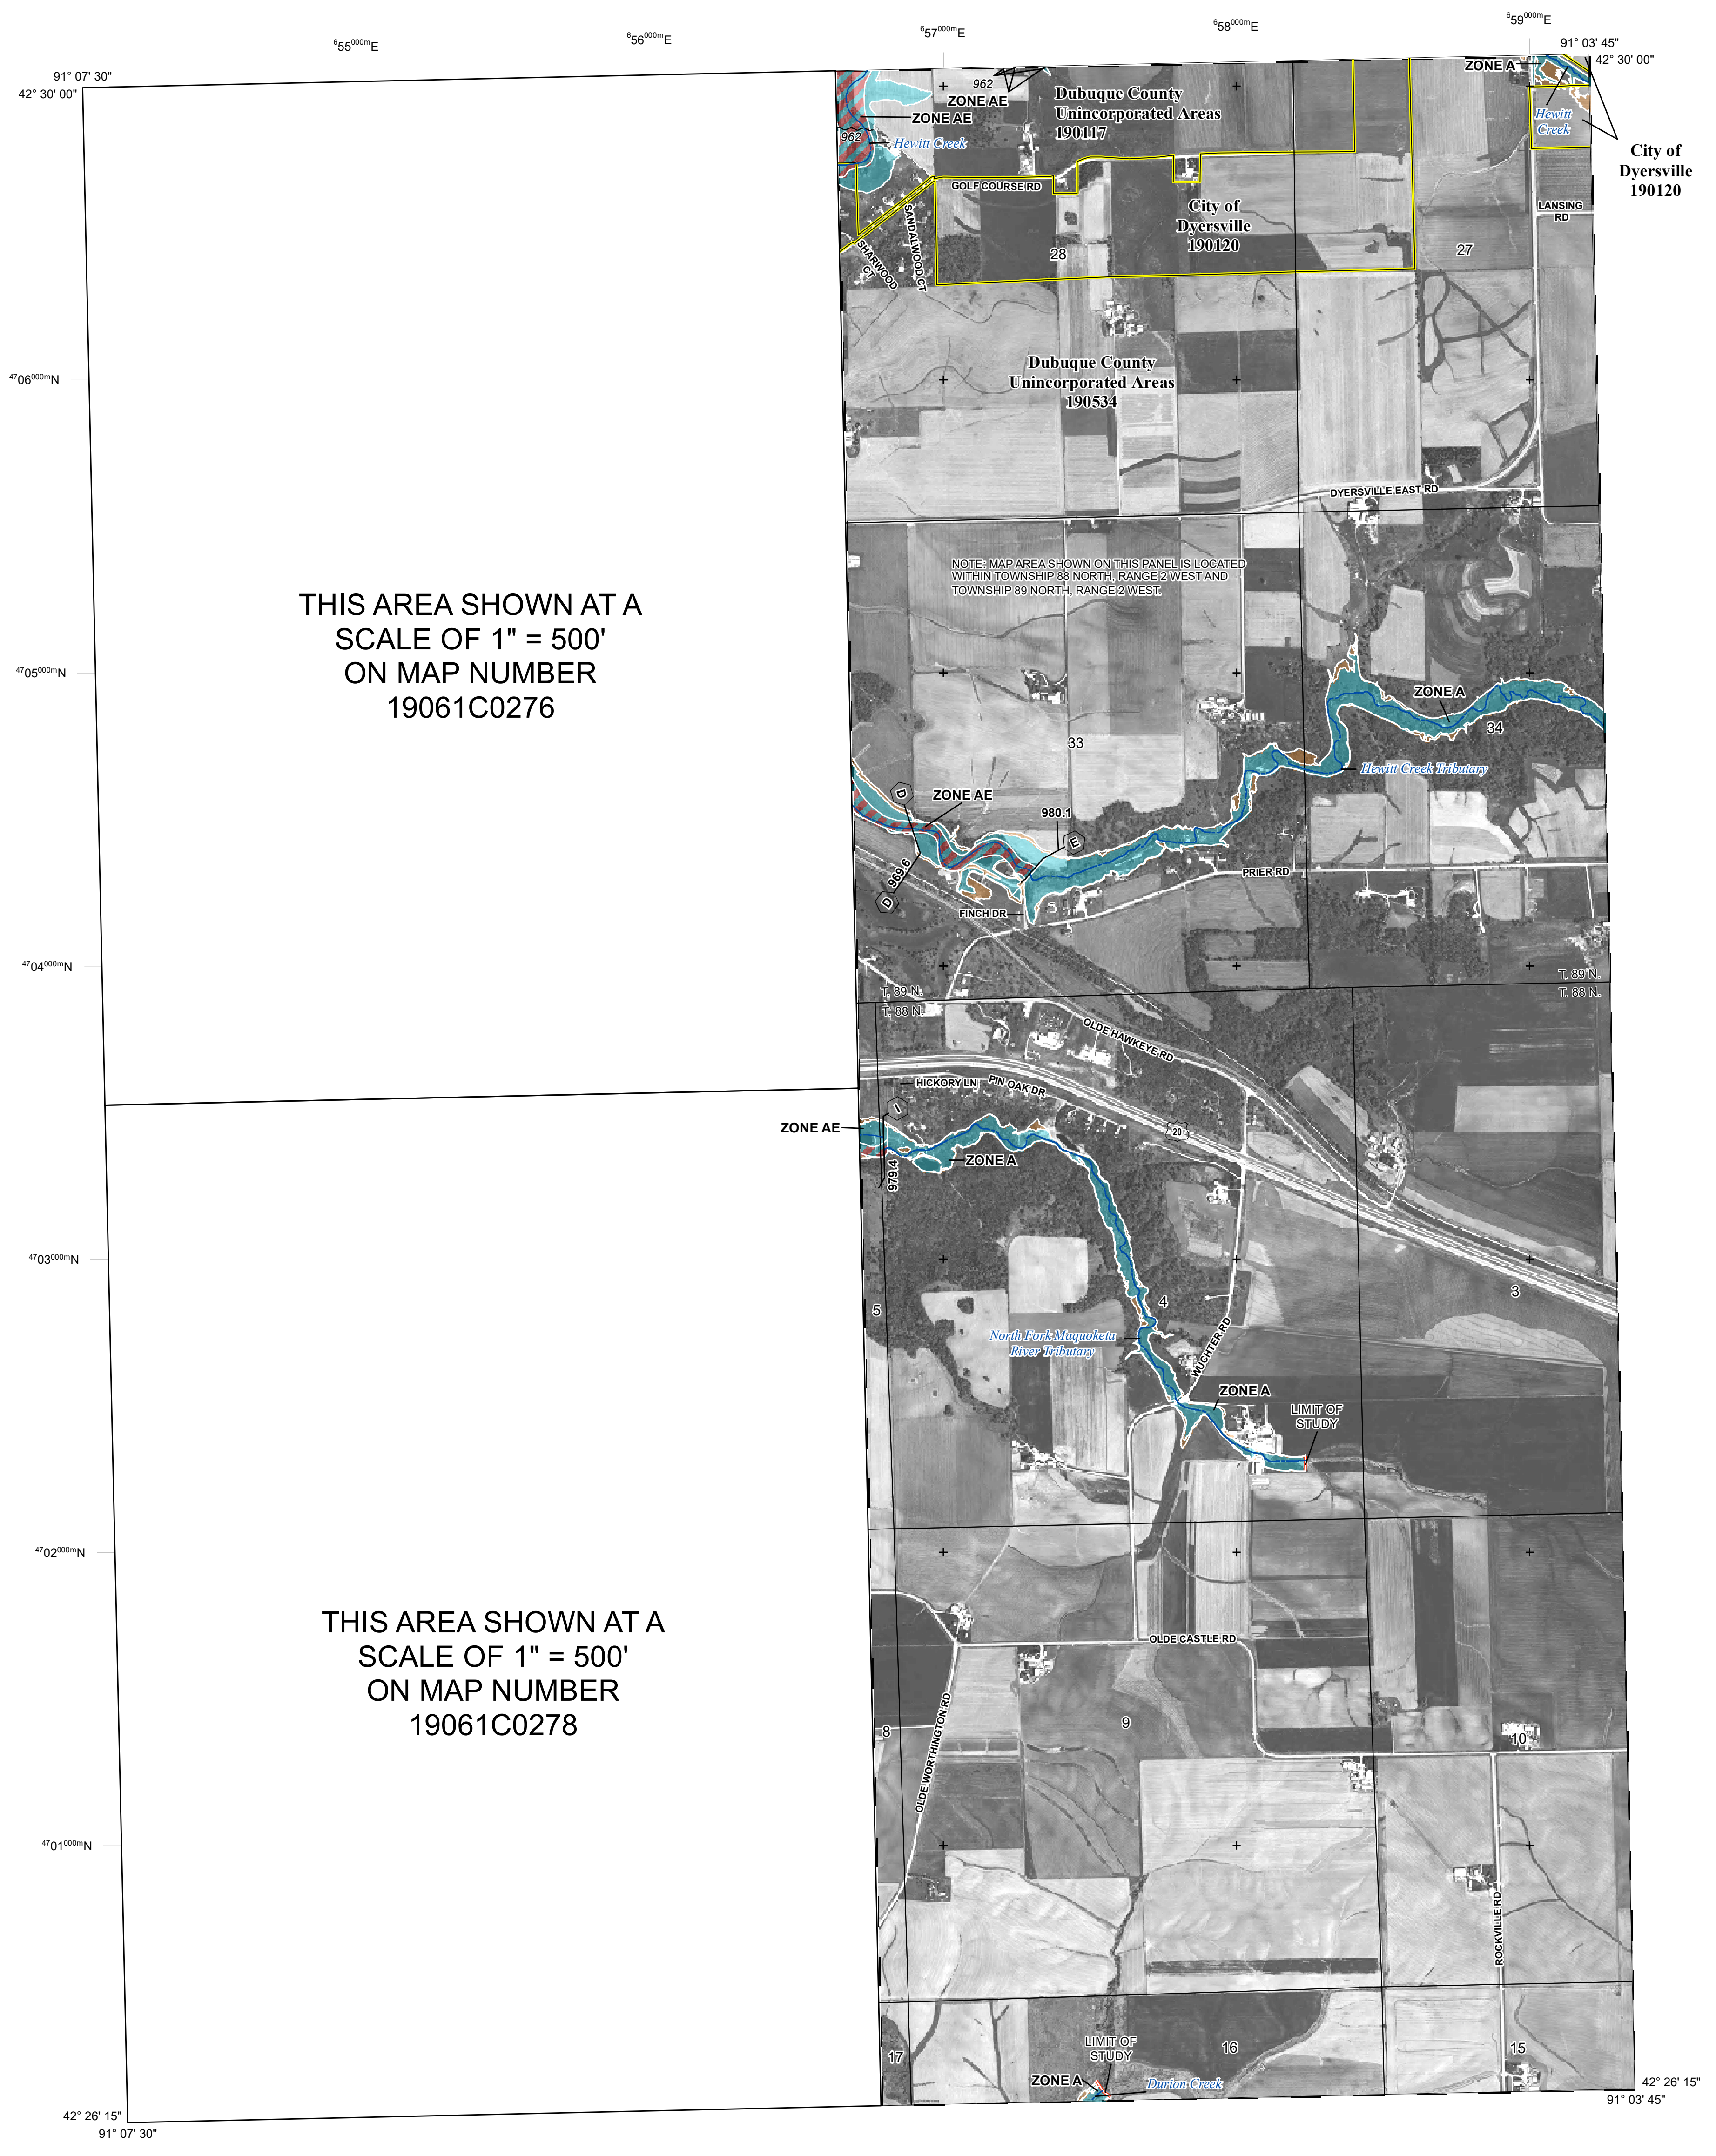 ⁶55⁰⁰⁰ᵐE
⁶56⁰⁰⁰ᵐE
⁶57⁰⁰⁰ᵐE
⁶58⁰⁰⁰ᵐE
⁶59⁰⁰⁰ᵐE
91° 07' 30"
42° 30' 00"
91° 03' 45"
42° 30' 00"
962
ZONE AE
ZONE AE
962
Hewitt Creek
Dubuque County
Unincorporated Areas
190117
ZONE A
Hewitt
Creek
City of
Dyersville
190120
GOLF COURSE RD
SANDALWOOD CT
SHARWOOD
CT
City of
Dyersville
190120
28
27
LANSING
RD
⁴⁷06⁰⁰⁰ᵐN
Dubuque County
Unincorporated Areas
190534
DYERSVILLE EAST RD
NOTE: MAP AREA SHOWN ON THIS PANEL IS LOCATED
WITHIN TOWNSHIP 88 NORTH, RANGE 2 WEST AND
TOWNSHIP 89 NORTH, RANGE 2 WEST.
THIS AREA SHOWN AT A
SCALE OF 1" = 500'
ON MAP NUMBER
19061C0276
⁴⁷05⁰⁰⁰ᵐN
ZONE A
34
33
Hewitt Creek Tributary
D
ZONE AE
980.1
E
969.6
D
FINCH DR
PRIER RD
⁴⁷04⁰⁰⁰ᵐN
T. 89 N.
T. 88 N.
T. 89 N.
T. 88 N.
OLDE HAWKEYE RD
HICKORY LN
PIN OAK DR
I
ZONE AE
ZONE A
979.4
20
⁴⁷03⁰⁰⁰ᵐN
5
4
3
North Fork Maquoketa
River Tributary
WUCHTER RD
ZONE A
LIMIT OF
STUDY
⁴⁷02⁰⁰⁰ᵐN
THIS AREA SHOWN AT A
SCALE OF 1" = 500'
ON MAP NUMBER
19061C0278
OLDE CASTLE RD
OLDE WORTHINGTON RD
8
9
10
⁴⁷01⁰⁰⁰ᵐN
ROCKVILLE RD
17
LIMIT OF
STUDY
16
15
ZONE A
Durion Creek
42° 26' 15"
91° 07' 30"
42° 26' 15"
91° 03' 45"